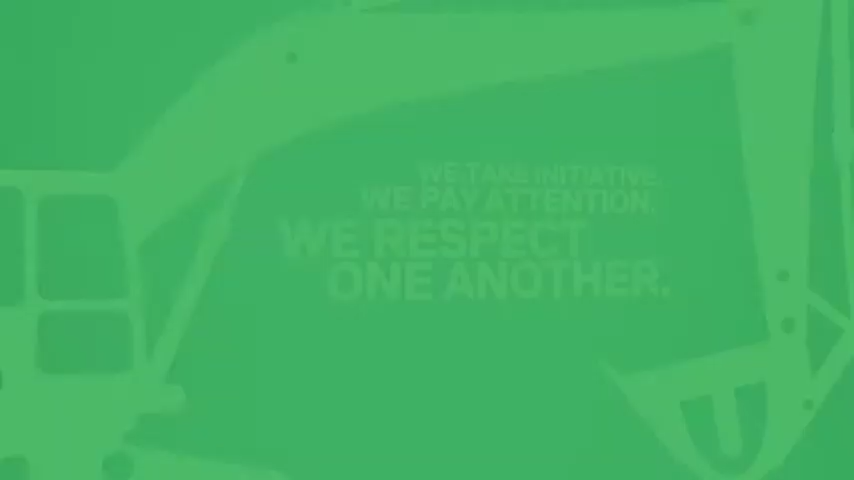 WE TAKE INITIATIVE.
WE PAY ATTENTION.
WE RESPECT
ONE ANOTHER.